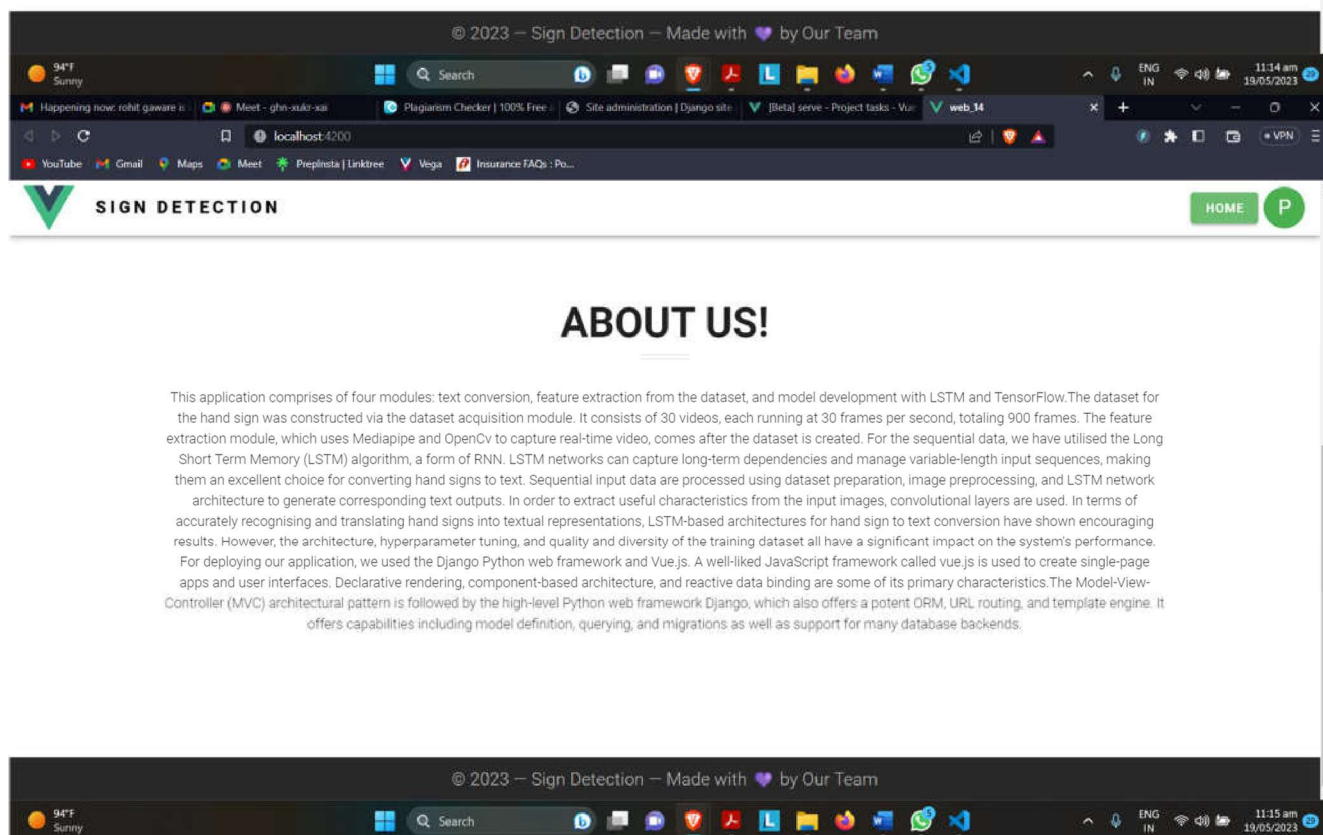 © 2023 — Sign Detection — Made with 💜 by Our Team
94°F
Sunny
Search
ENG
IN
11:14 am
19/05/2023
Happening now: rohit gaware is
Meet - ghn-xukr-xai
Plagiarism Checker | 100% Free
Site administration | Django site
[Beta] serve - Project tasks - Vue
web_14
localhost:4200
VPN
YouTube
Gmail
Maps
Meet
PrepInsta | Linktree
Vega
Insurance FAQs : Po...
SIGN DETECTION
HOME
P
ABOUT US!
This application comprises of four modules: text conversion, feature extraction from the dataset, and model development with LSTM and TensorFlow.The dataset for
the hand sign was constructed via the dataset acquisition module. It consists of 30 videos, each running at 30 frames per second, totaling 900 frames. The feature
extraction module, which uses Mediapipe and OpenCv to capture real-time video, comes after the dataset is created. For the sequential data, we have utilised the Long
Short Term Memory (LSTM) algorithm, a form of RNN. LSTM networks can capture long-term dependencies and manage variable-length input sequences, making
them an excellent choice for converting hand signs to text. Sequential input data are processed using dataset preparation, image preprocessing, and LSTM network
architecture to generate corresponding text outputs. In order to extract useful characteristics from the input images, convolutional layers are used. In terms of
accurately recognising and translating hand signs into textual representations, LSTM-based architectures for hand sign to text conversion have shown encouraging
results. However, the architecture, hyperparameter tuning, and quality and diversity of the training dataset all have a significant impact on the system's performance.
For deploying our application, we used the Django Python web framework and Vue.js. A well-liked JavaScript framework called vue.js is used to create single-page
apps and user interfaces. Declarative rendering, component-based architecture, and reactive data binding are some of its primary characteristics.The Model-View-
Controller (MVC) architectural pattern is followed by the high-level Python web framework Django, which also offers a potent ORM, URL routing, and template engine. It
offers capabilities including model definition, querying, and migrations as well as support for many database backends.
© 2023 — Sign Detection — Made with 💜 by Our Team
94°F
Sunny
Search
ENG
IN
11:15 am
19/05/2023